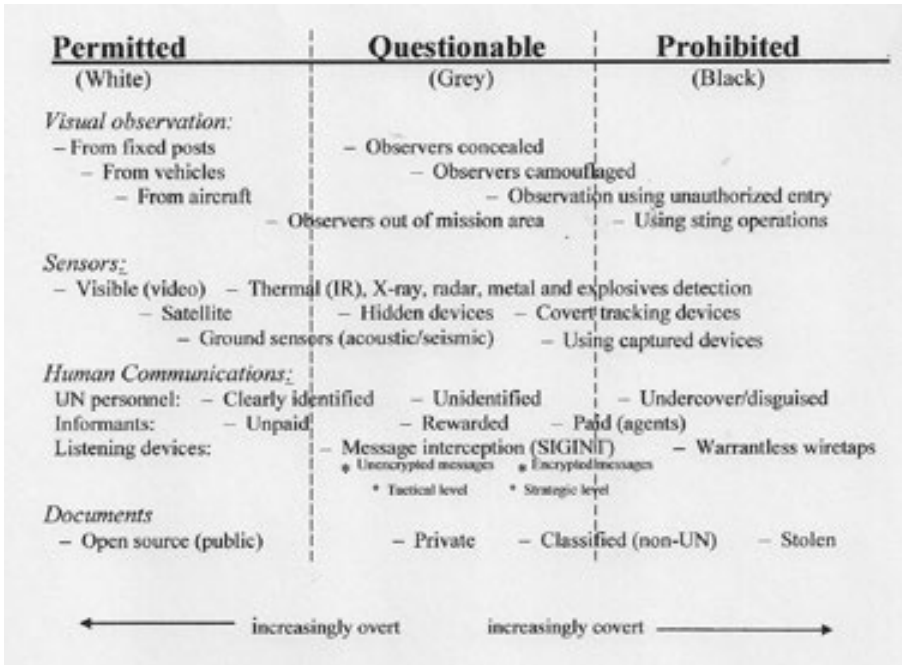 Permitted Questionable Prohibited
(White) (Grey) (Black)
Visual observation:
– From fixed posts – Observers concealed
– From vehicles – Observers camouflaged
– From aircraft – Observation using unauthorized entry
– Observers out of mission area – Using sting operations
Sensors:
– Visible (video) – Thermal (IR), X-ray, radar, metal and explosives detection
– Satellite – Hidden devices – Covert tracking devices
– Ground sensors (acoustic/seismic) – Using captured devices
Human Communications:
UN personnel: – Clearly identified – Unidentified – Undercover/disguised
Informants: – Unpaid – Rewarded – Paid (agents)
Listening devices: – Message interception (SIGINT) – Warrantless wiretaps
* Unencrypted messages * Encrypted messages
* Tactical level * Strategic level
Documents
– Open source (public) – Private – Classified (non-UN) – Stolen
increasingly overt increasingly covert